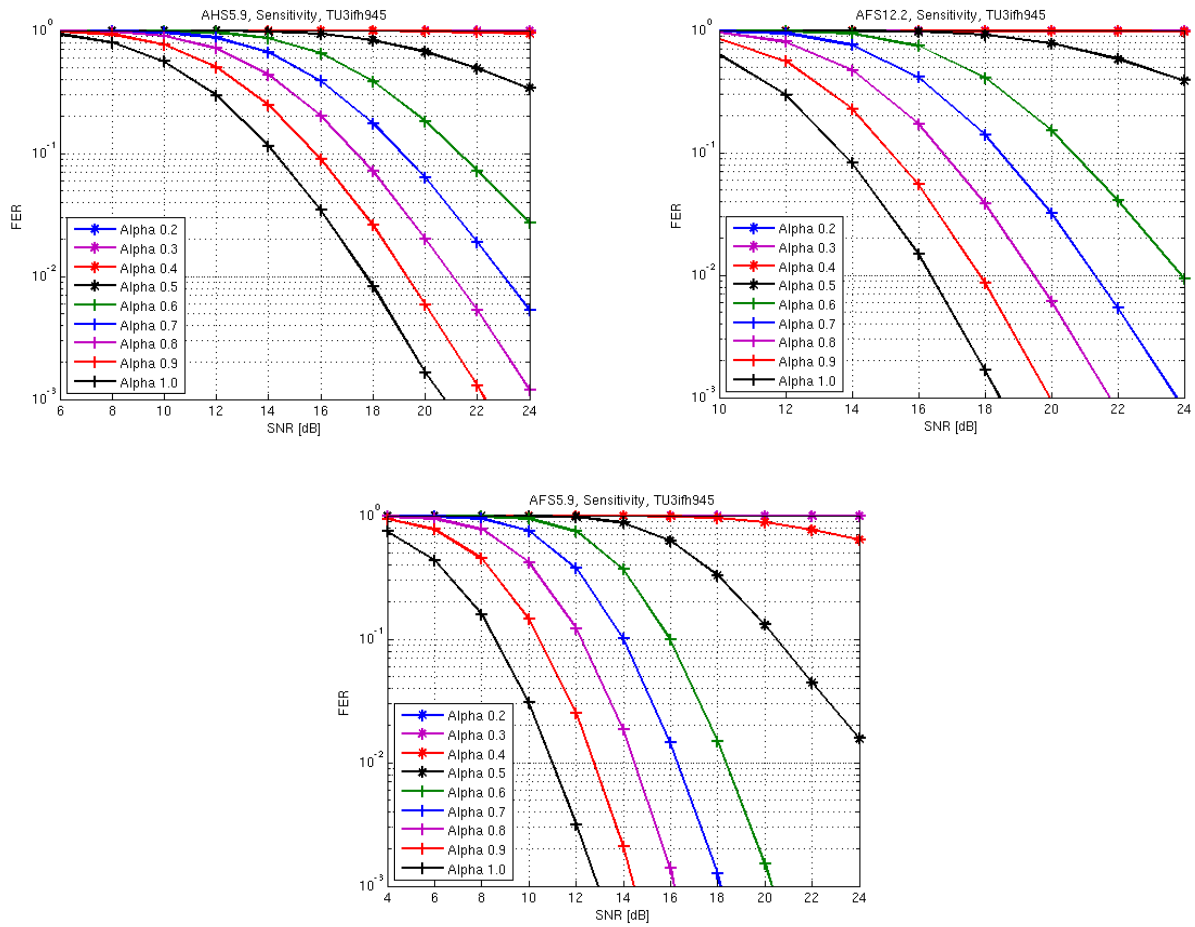 AHS5.9, Sensitivity, TU3ifh945
10^0
10^-1
10^-2
10^-3
FER
Alpha 0.2
Alpha 0.3
Alpha 0.4
Alpha 0.5
Alpha 0.6
Alpha 0.7
Alpha 0.8
Alpha 0.9
Alpha 1.0
6 8 10 12 14 16 18 20 22 24
SNR [dB]
AFS12.2, Sensitivity, TU3ifh945
10^0
10^-1
10^-2
10^-3
FER
Alpha 0.2
Alpha 0.3
Alpha 0.4
Alpha 0.5
Alpha 0.6
Alpha 0.7
Alpha 0.8
Alpha 0.9
Alpha 1.0
10 12 14 16 18 20 22 24
SNR [dB]
AFS5.9, Sensitivity, TU3ifh945
10^0
10^-1
10^-2
10^-3
FER
Alpha 0.2
Alpha 0.3
Alpha 0.4
Alpha 0.5
Alpha 0.6
Alpha 0.7
Alpha 0.8
Alpha 0.9
Alpha 1.0
4 6 8 10 12 14 16 18 20 22 24
SNR [dB]